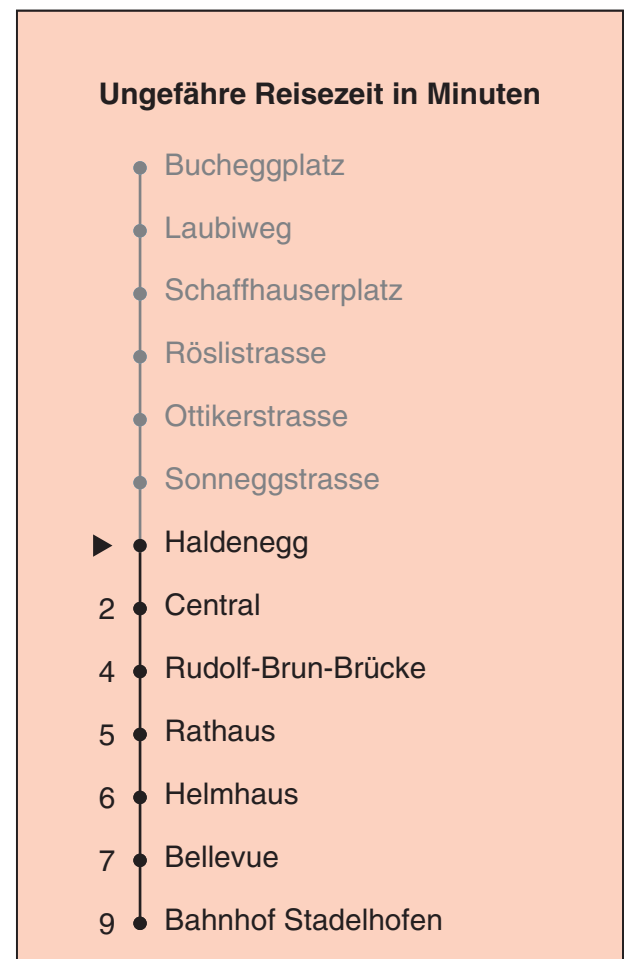 Ungefähre Reisezeit in Minuten
Bucheggplatz
Laubiweg
Schaffhauserplatz
Röslistrasse
Ottikerstrasse
Sonneggstrasse
Haldenegg
2 Central
4 Rudolf-Brun-Brücke
5 Rathaus
6 Helmhaus
7 Bellevue
9 Bahnhof Stadelhofen